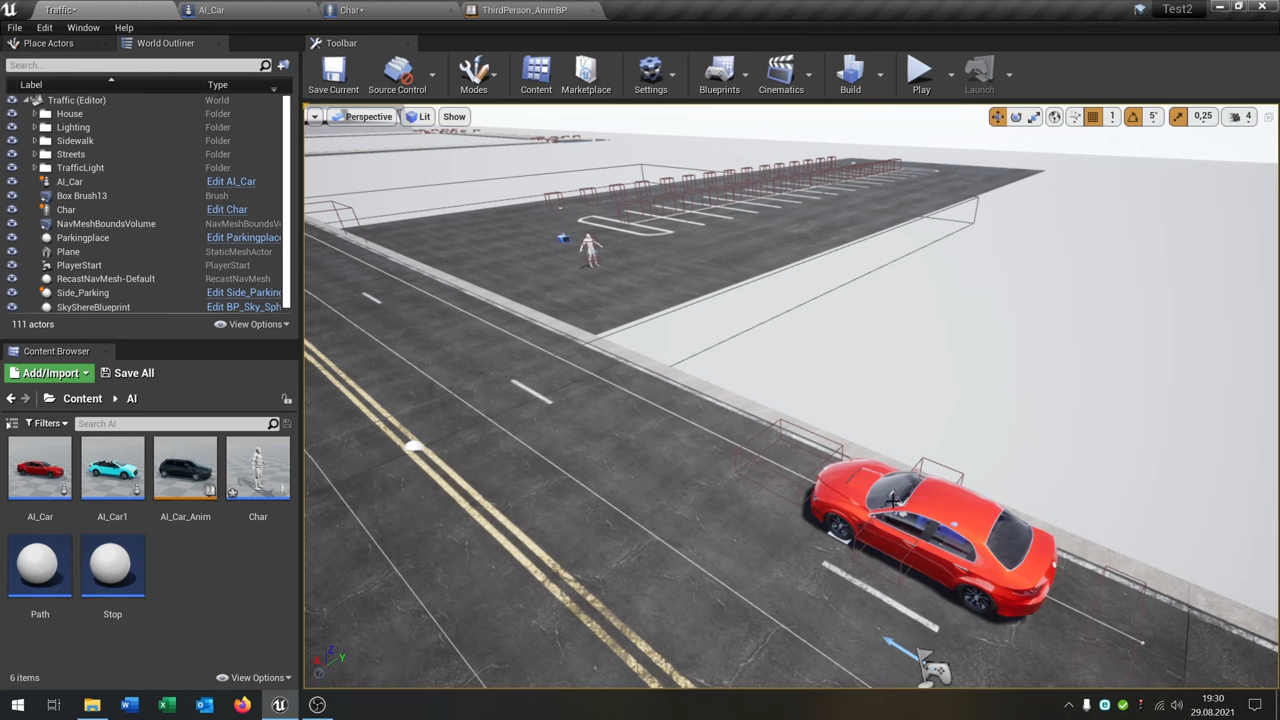 Traffic*
AI_Car
Char*
ThirdPerson_AnimBP
Test2
File Edit Window Help
Place Actors
World Outliner
Toolbar
Search...
Label
Type
Save Current
Source Control
Modes
Content
Marketplace
Settings
Blueprints
Cinematics
Build
Play
Launch
Traffic (Editor) World
House Folder
Lighting Folder
Sidewalk Folder
Streets Folder
TrafficLight Folder
AI_Car Edit AI_Car
Box Brush13 Brush
Char Edit Char
NavMeshBoundsVolume NavMeshBoundsV
Parkingplace Edit Parkingplac
Plane StaticMeshActor
PlayerStart PlayerStart
RecastNavMesh-Default RecastNavMesh
Side_Parking Edit Side_Parkin
SkyShereBlueprint Edit BP_Sky_Sph
111 actors
View Options
Perspective
Lit
Show
1
5°
0,25
4
Content Browser
Add/Import
Save All
Content
AI
Filters
Search AI
AI_Car
AI_Car1
AI_Car_Anim
Char
Path
Stop
6 items
View Options
Z
Y
19:30
29.08.2021